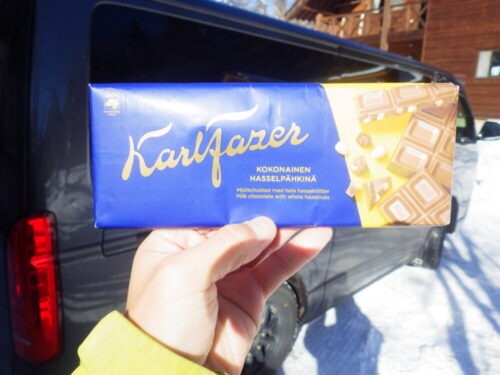 Karl Fazer
KOKONAINEN
HASSELPÄHKINÄ
Mjölkchoklad med hela hasselnötter
Milk chocolate with whole hazelnuts